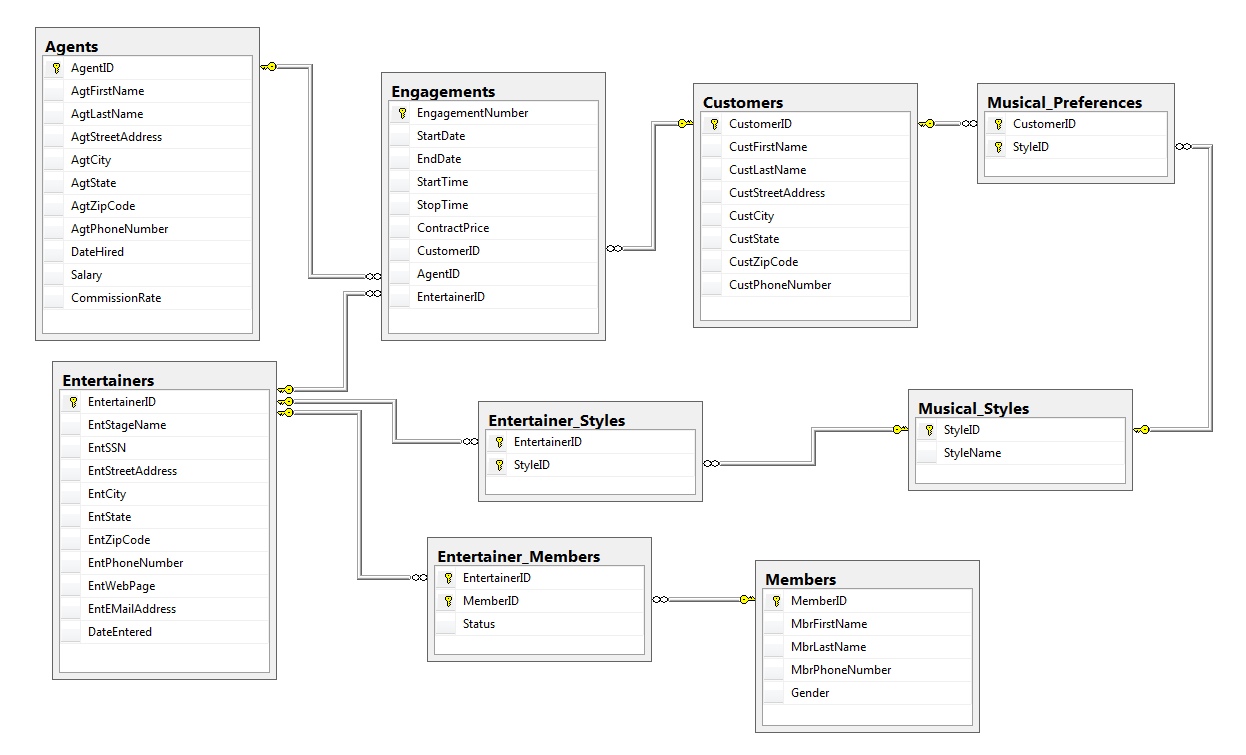 Agents
AgentID
AgtFirstName
AgtLastName
AgtStreetAddress
AgtCity
AgtState
AgtZipCode
AgtPhoneNumber
DateHired
Salary
CommissionRate
Engagements
EngagementNumber
StartDate
EndDate
StartTime
StopTime
ContractPrice
CustomerID
AgentID
EntertainerID
Customers
CustomerID
CustFirstName
CustLastName
CustStreetAddress
CustCity
CustState
CustZipCode
CustPhoneNumber
Musical_Preferences
CustomerID
StyleID
Entertainers
EntertainerID
EntStageName
EntSSN
EntStreetAddress
EntCity
EntState
EntZipCode
EntPhoneNumber
EntWebPage
EntEMailAddress
DateEntered
Entertainer_Styles
EntertainerID
StyleID
Musical_Styles
StyleID
StyleName
Entertainer_Members
EntertainerID
MemberID
Status
Members
MemberID
MbrFirstName
MbrLastName
MbrPhoneNumber
Gender